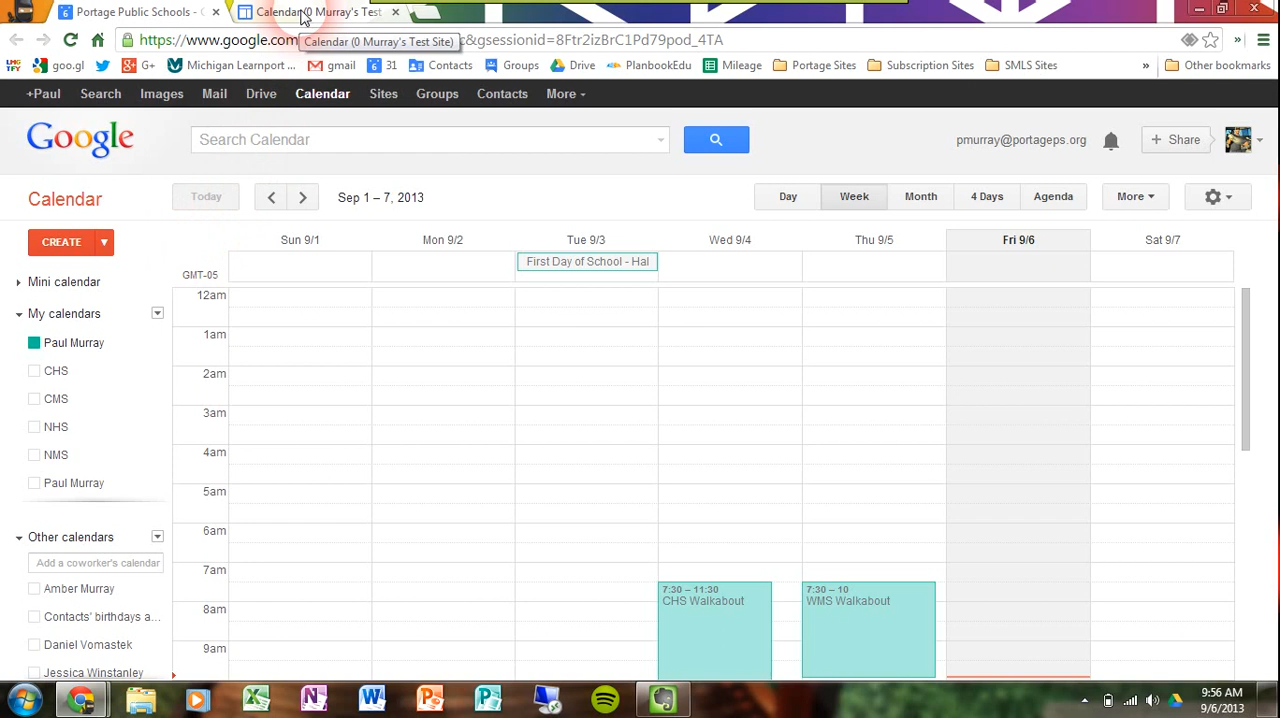 Portage Public Schools - C
Calendar (0 Murray's Test
Calendar (0 Murray's Test Site)
https://www.google.com
c&gsessionid=8Ftr2izBrC1Pd79pod_4TA
LMG
TFY
goo.gl
G+
Michigan Learnport ...
gmail
6 31
Contacts
Groups
Drive
PlanbookEdu
Mileage
Portage Sites
Subscription Sites
SMLS Sites
»
Other bookmarks
+Paul Search Images Mail Drive Calendar Sites Groups Contacts More
Google
Search Calendar
pmurray@portageps.org
+ Share
Calendar
Today
Sep 1 – 7, 2013
Day Week Month 4 Days Agenda
More
CREATE
Mini calendar
My calendars
Paul Murray
CHS
CMS
NHS
NMS
Paul Murray
Other calendars
Add a coworker's calendar
Amber Murray
Contacts' birthdays a...
Daniel Vomastek
Jessica Winstanley
Sun 9/1 Mon 9/2 Tue 9/3 Wed 9/4 Thu 9/5 Fri 9/6 Sat 9/7
GMT-05
First Day of School - Hal
12am
1am
2am
3am
4am
5am
6am
7am
8am
9am
7:30 – 11:30
CHS Walkabout
7:30 – 10
WMS Walkabout
9:56 AM
9/6/2013